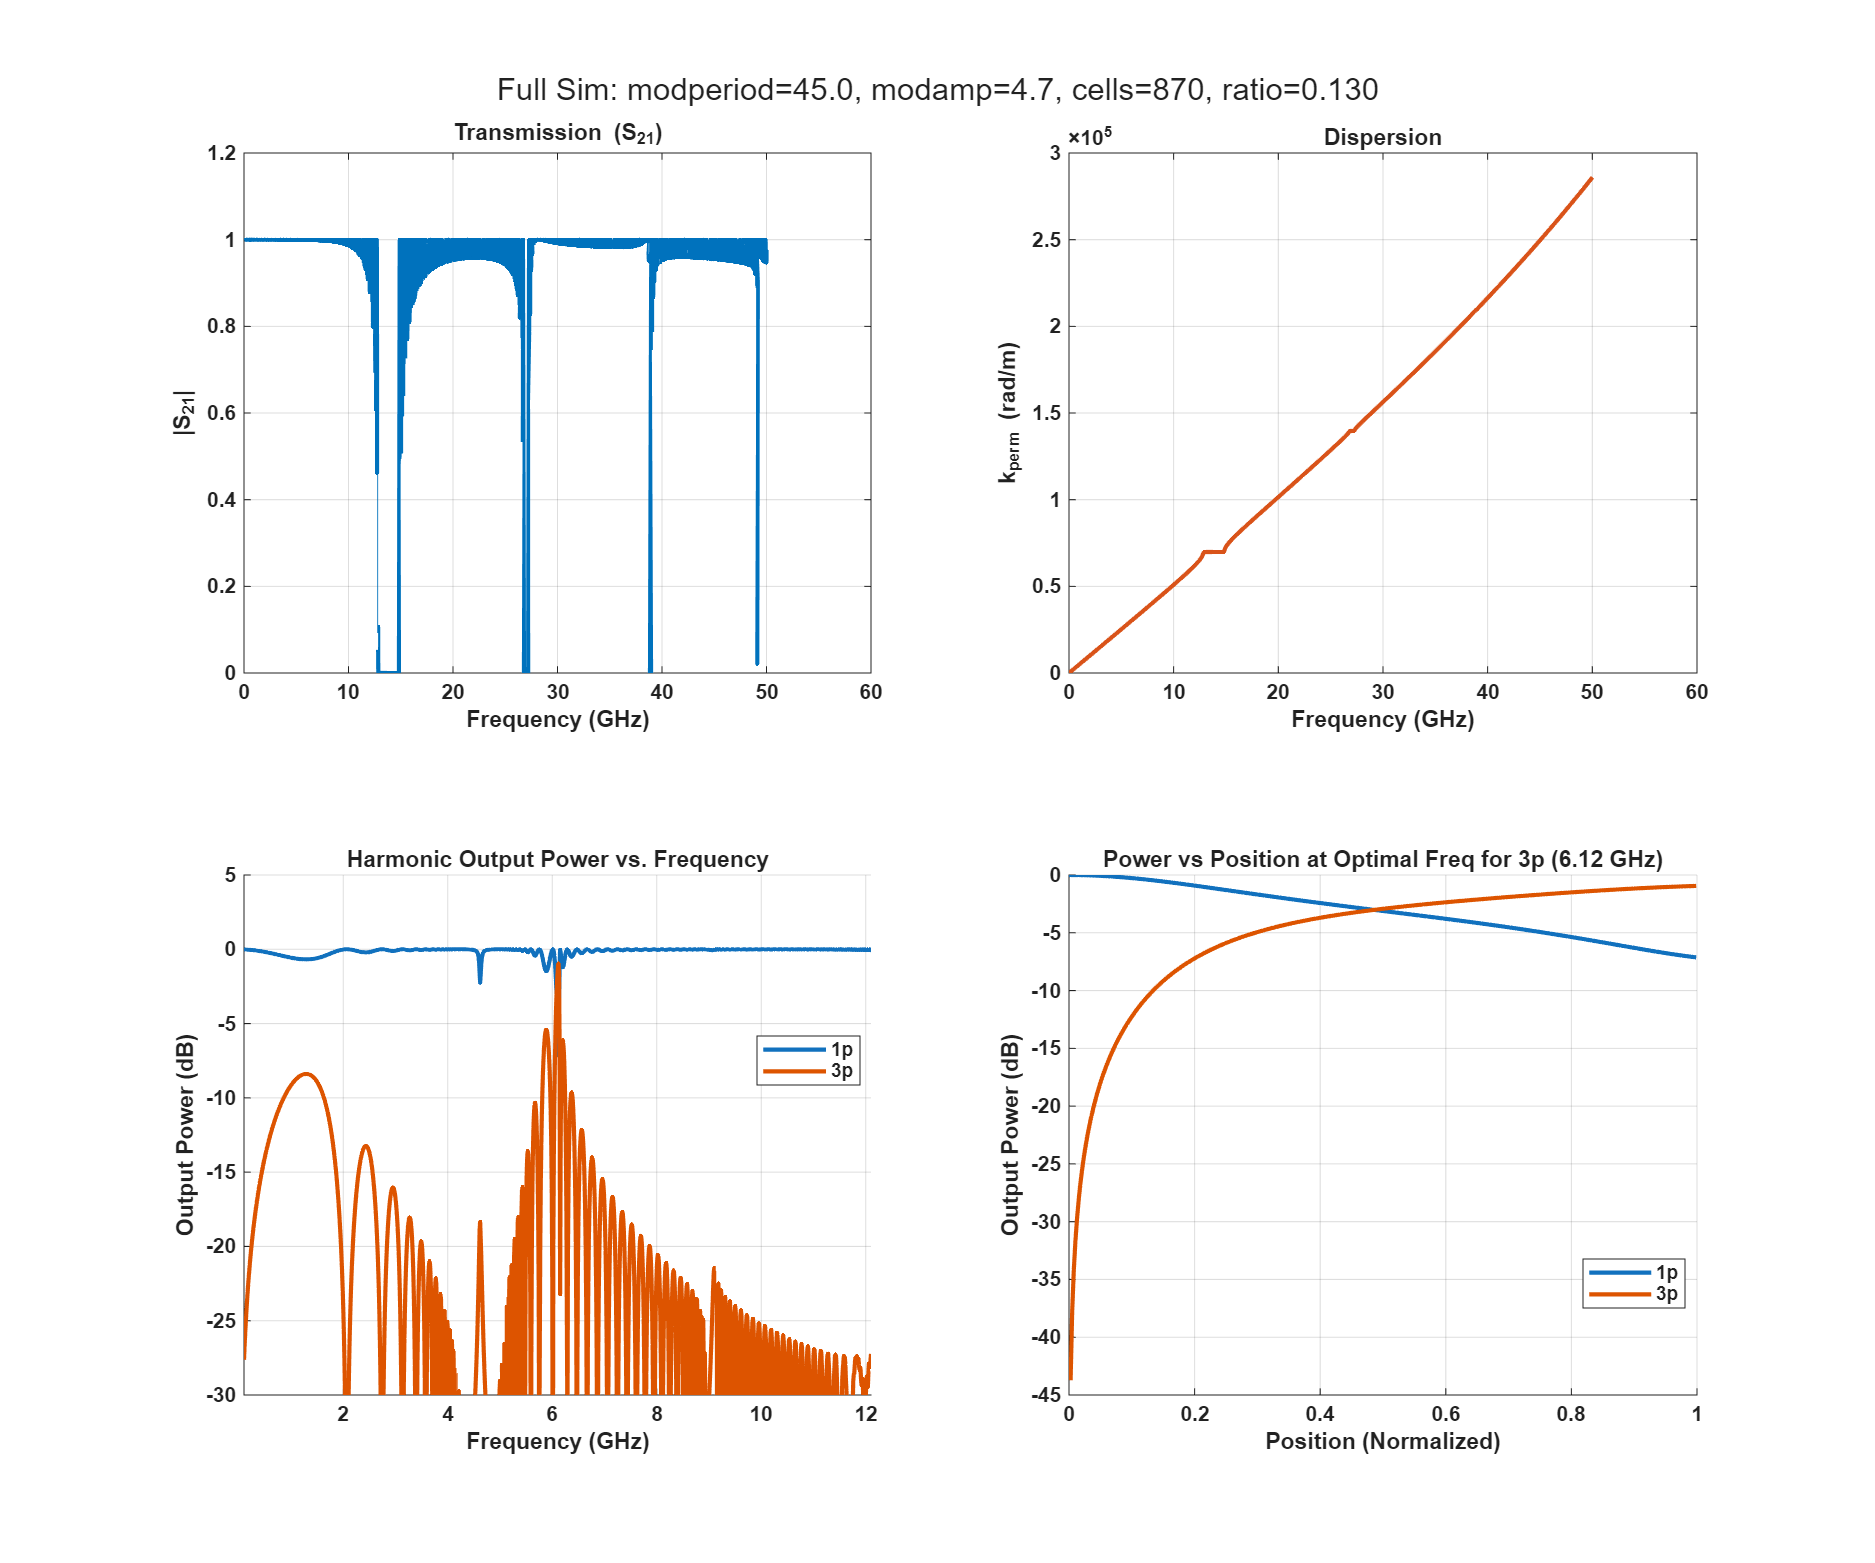 Full Sim: modperiod=45.0, modamp=4.7, cells=870, ratio=0.130
Transmission (S21)
1.2
1
0.8
0.6
0.4
0.2
0
|S21|
0 10 20 30 40 50 60
Frequency (GHz)
×10^5
Dispersion
3
2.5
2
1.5
1
0.5
0
kperm (rad/m)
0 10 20 30 40 50 60
Frequency (GHz)
Harmonic Output Power vs. Frequency
5
0
-5
-10
-15
-20
-25
-30
Output Power (dB)
1p
3p
2 4 6 8 10 12
Frequency (GHz)
Power vs Position at Optimal Freq for 3p (6.12 GHz)
0
-5
-10
-15
-20
-25
-30
-35
-40
-45
Output Power (dB)
1p
3p
0 0.2 0.4 0.6 0.8 1
Position (Normalized)